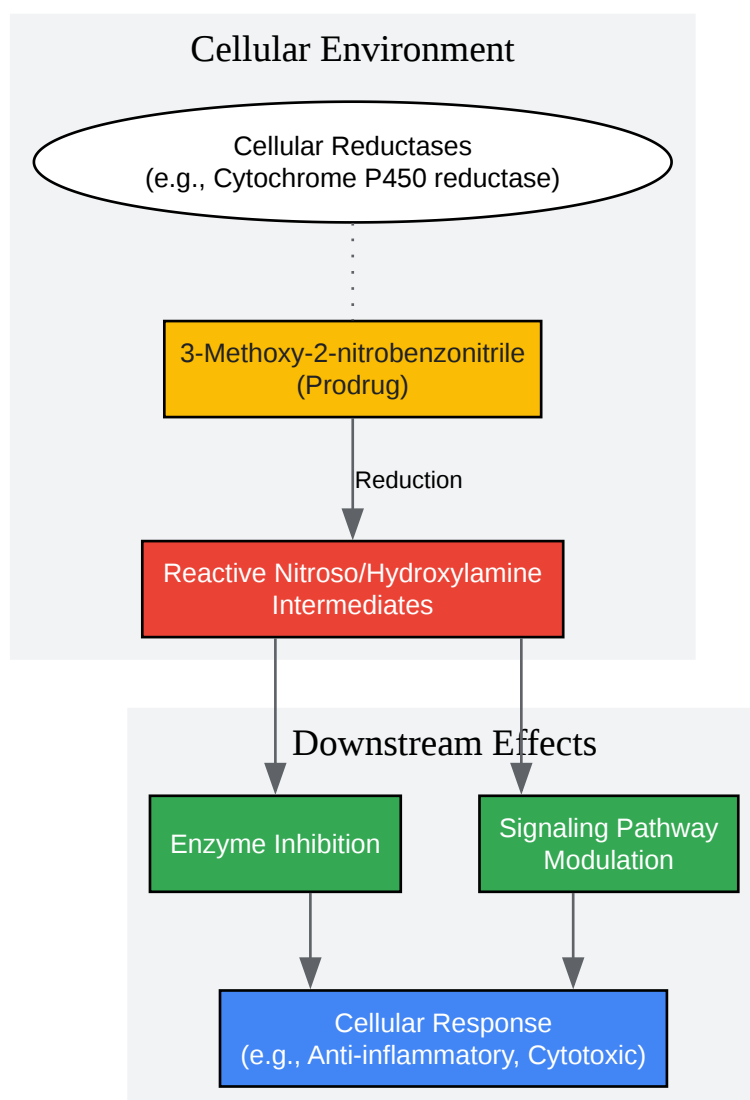 Cellular Environment
Cellular Reductases
(e.g., Cytochrome P450 reductase)
3-Methoxy-2-nitrobenzonitrile
(Prodrug)
Reduction
Reactive Nitroso/Hydroxylamine
Intermediates
Downstream Effects
Enzyme Inhibition
Signaling Pathway
Modulation
Cellular Response
(e.g., Anti-inflammatory, Cytotoxic)